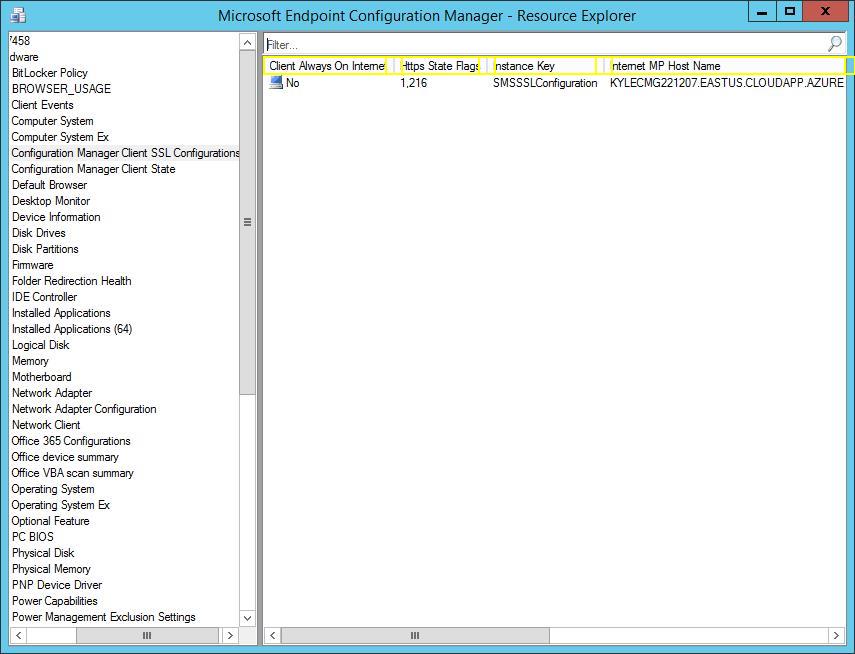 Microsoft Endpoint Configuration Manager - Resource Explorer
7458
dware
BitLocker Policy
BROWSER_USAGE
Client Events
Computer System
Computer System Ex
Configuration Manager Client SSL Configurations
Configuration Manager Client State
Default Browser
Desktop Monitor
Device Information
Disk Drives
Disk Partitions
Firmware
Folder Redirection Health
IDE Controller
Installed Applications
Installed Applications (64)
Logical Disk
Memory
Motherboard
Network Adapter
Network Adapter Configuration
Network Client
Office 365 Configurations
Office device summary
Office VBA scan summary
Operating System
Operating System Ex
Optional Feature
PC BIOS
Physical Disk
Physical Memory
PNP Device Driver
Power Capabilities
Power Management Exclusion Settings
Filter...
Client Always On Internet Https State Flags Instance Key Internet MP Host Name
No 1,216 SMSSSLConfiguration KYLECMG221207.EASTUS.CLOUDAPP.AZURE